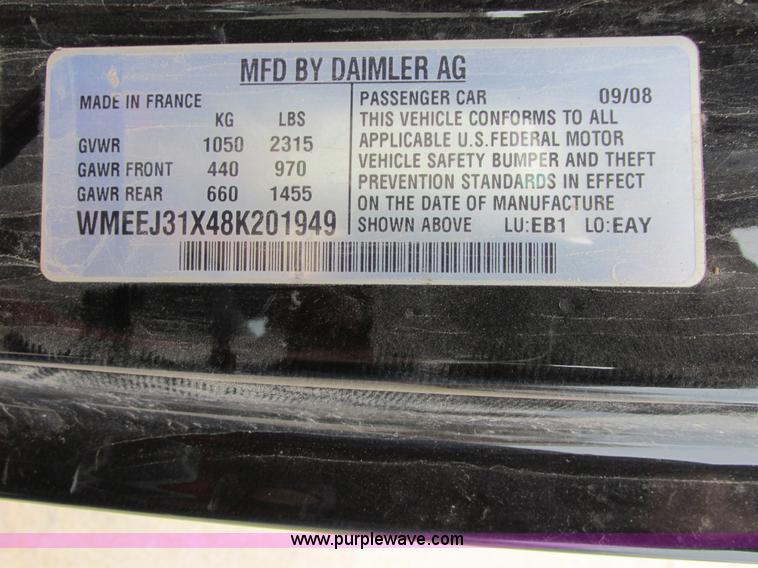 MFD BY DAIMLER AG
MADE IN FRANCE
KG LBS
GVWR 1050 2315
GAWR FRONT 440 970
GAWR REAR 660 1455
WMEEJ31X48K201949
PASSENGER CAR 09/08
THIS VEHICLE CONFORMS TO ALL
APPLICABLE U.S.FEDERAL MOTOR
VEHICLE SAFETY BUMPER AND THEFT
PREVENTION STANDARDS IN EFFECT
ON THE DATE OF MANUFACTURE
SHOWN ABOVE LU:EB1 LO:EAY
www.purplewave.com